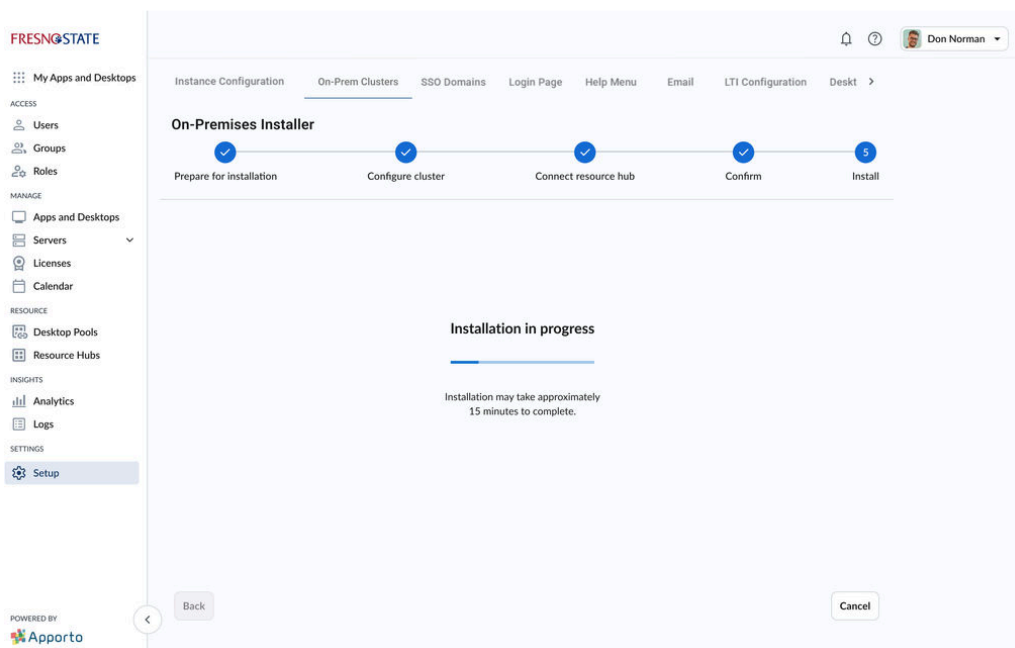 FRESNO STATE
Don Norman
My Apps and Desktops
ACCESS
Users
Groups
Roles
MANAGE
Apps and Desktops
Servers
Licenses
Calendar
RESOURCE
Desktop Pools
Resource Hubs
INSIGHTS
Analytics
Logs
SETTINGS
Setup
POWERED BY
Apporto
Instance Configuration On-Prem Clusters SSO Domains Login Page Help Menu Email LTI Configuration Deskt
On-Premises Installer
5
Prepare for installation Configure cluster Connect resource hub Confirm Install
Installation in progress
Installation may take approximately
15 minutes to complete.
Back Cancel